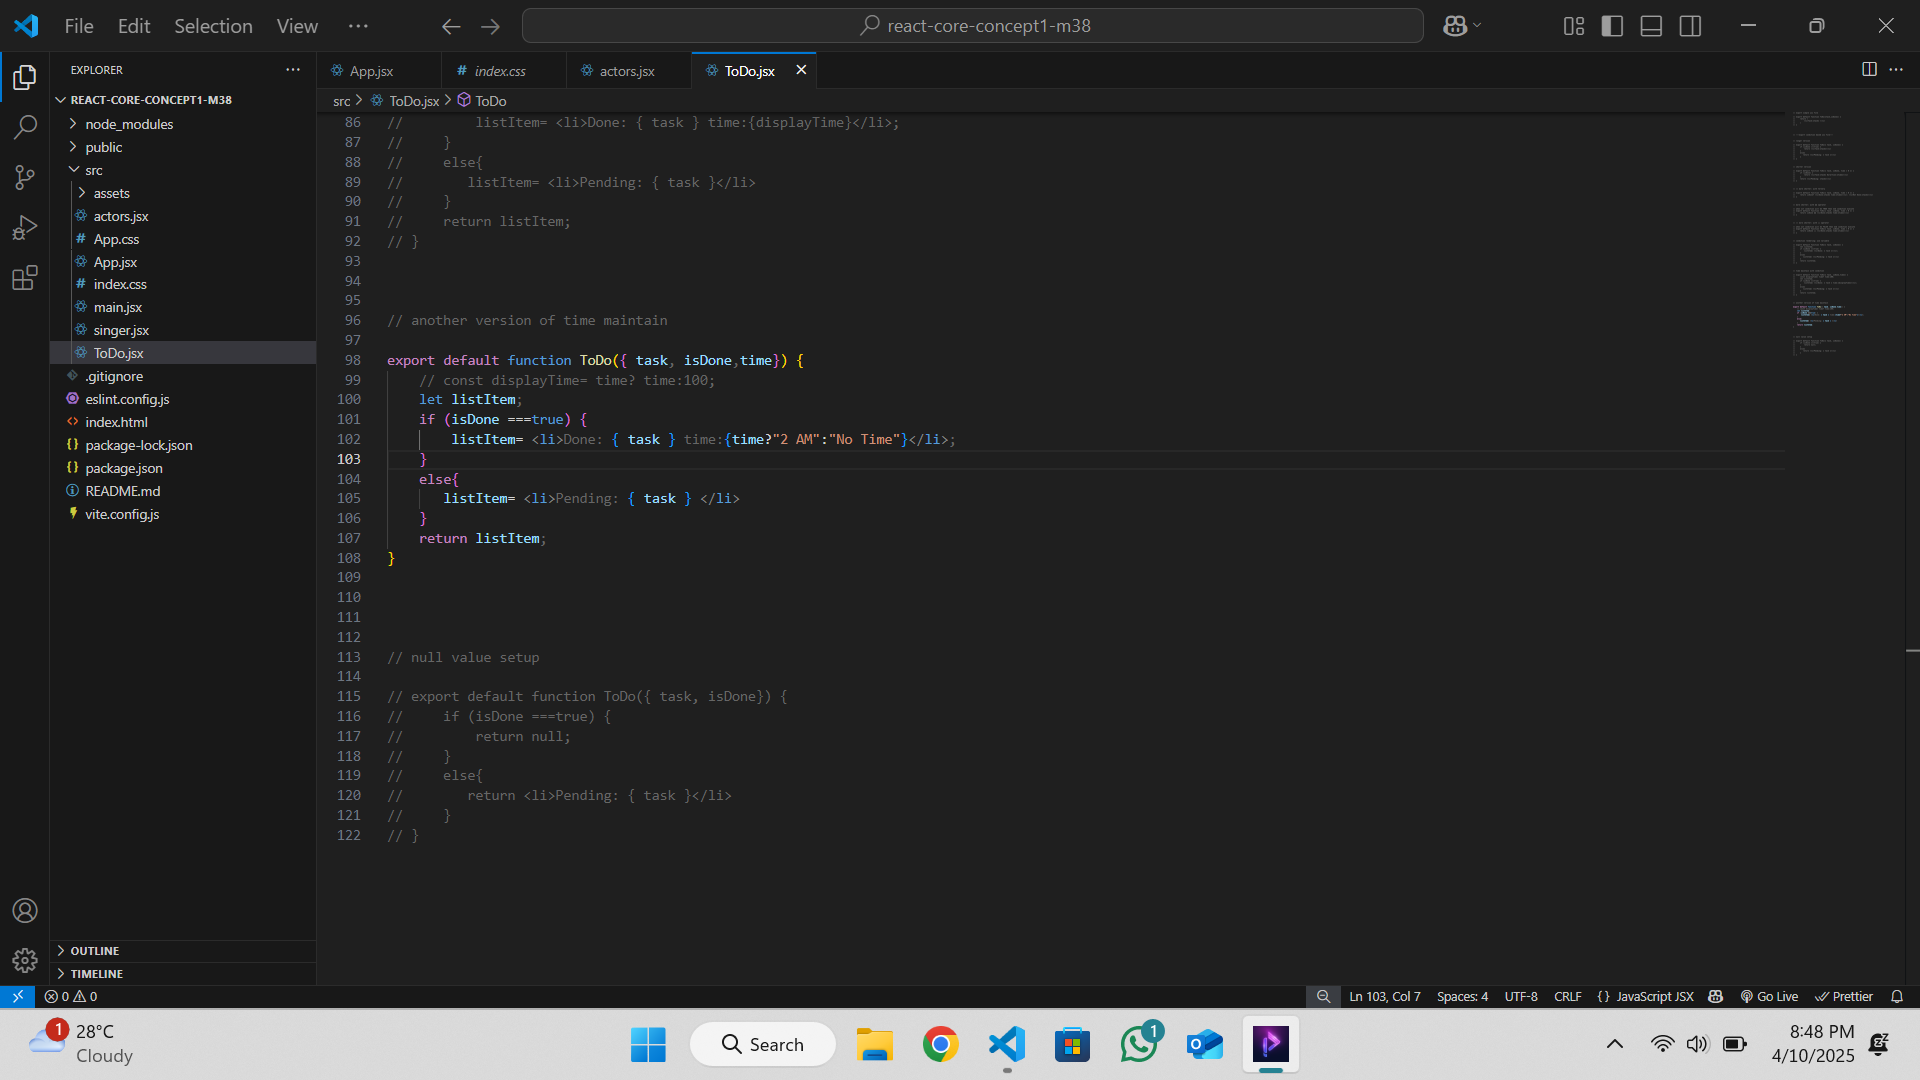 File Edit Selection View ··· react-core-concept1-m38
EXPLORER ···
REACT-CORE-CONCEPT1-M38
node_modules
public
src
assets
actors.jsx
App.css
App.jsx
index.css
main.jsx
singer.jsx
ToDo.jsx
.gitignore
eslint.config.js
index.html
package-lock.json
package.json
README.md
vite.config.js
OUTLINE
TIMELINE
App.jsx index.css actors.jsx ToDo.jsx
src > ToDo.jsx > ToDo
86 //         listItem= <li>Done: { task } time:{displayTime}</li>;
87 //     }
88 //     else{
89 //        listItem= <li>Pending: { task }</li>
90 //     }
91 //     return listItem;
92 // }
93
94
95
96 // another version of time maintain
97
98 export default function ToDo({ task, isDone,time}) {
99     // const displayTime= time? time:100;
100     let listItem;
101     if (isDone ===true) {
102         listItem= <li>Done: { task } time:{time?"2 AM":"No Time"}</li>;
103     }
104     else{
105        listItem= <li>Pending: { task } </li>
106     }
107     return listItem;
108 }
109
110
111
112
113 // null value setup
114
115 // export default function ToDo({ task, isDone}) {
116 //     if (isDone ===true) {
117 //         return null;
118 //     }
119 //     else{
120 //        return <li>Pending: { task }</li>
121 //     }
122 // }
0 0 Ln 103, Col 7 Spaces: 4 UTF-8 CRLF {} JavaScript JSX Go Live Prettier
1 28°C
Cloudy
Search
1
8:48 PM
4/10/2025